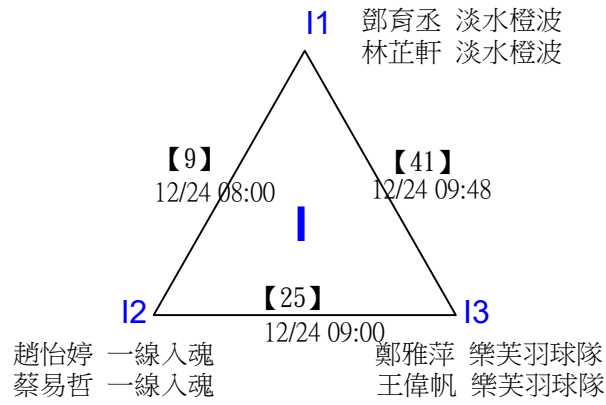 I1
鄧育丞 淡水橙波
林芷軒 淡水橙波
【9】
12/24 08:00
【41】
12/24 09:48
I
【25】
12/24 09:00
I2
I3
趙怡婷 一線入魂
蔡易哲 一線入魂
鄭雅萍 樂芙羽球隊
王偉帆 樂芙羽球隊